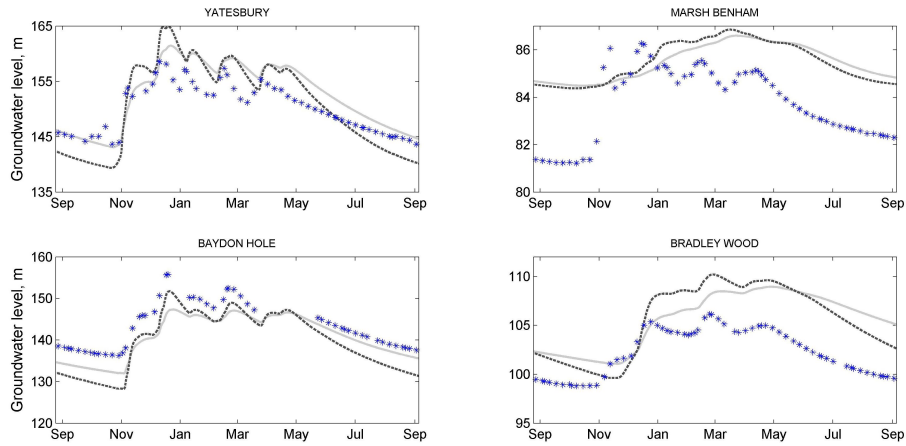 YATESBURY
Groundwater level, m
165
155
145
135
Sep Nov Jan Mar May Jul Sep
MARSH BENHAM
86
84
82
80
Sep Nov Jan Mar May Jul Sep
BAYDON HOLE
Groundwater level, m
160
150
140
130
120
Sep Nov Jan Mar May Jul Sep
BRADLEY WOOD
110
105
100
95
Sep Nov Jan Mar May Jul Sep